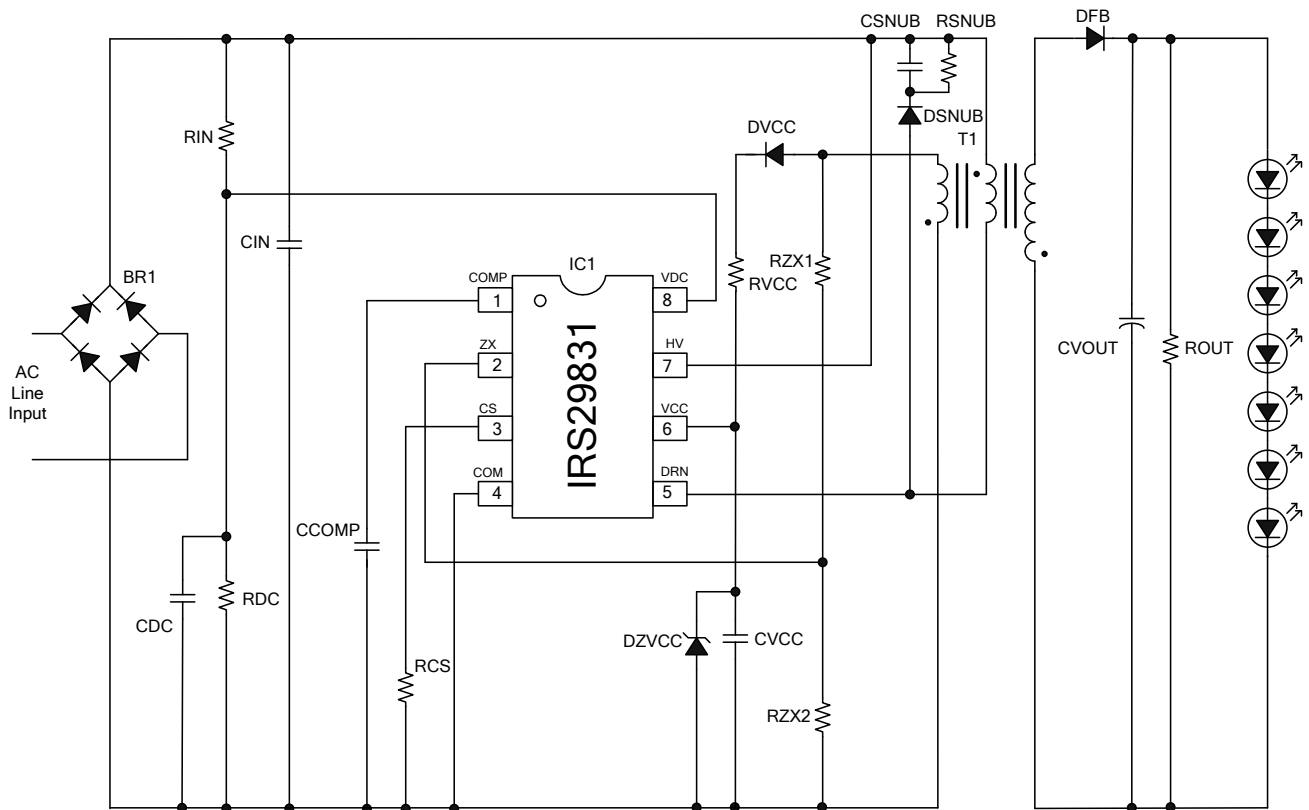 CSNUB
RSNUB
DFB
RIN
DVCC
DSNUB
T1
CIN
BR1
IC1
RZX1
RVCC
COMP
VDC
1
8
ZX
HV
2
7
CS
VCC
3
6
COM
DRN
4
5
IRS29831
AC
Line
Input
CVOUT
ROUT
CCOMP
RDC
CDC
DZVCC
CVCC
RCS
RZX2